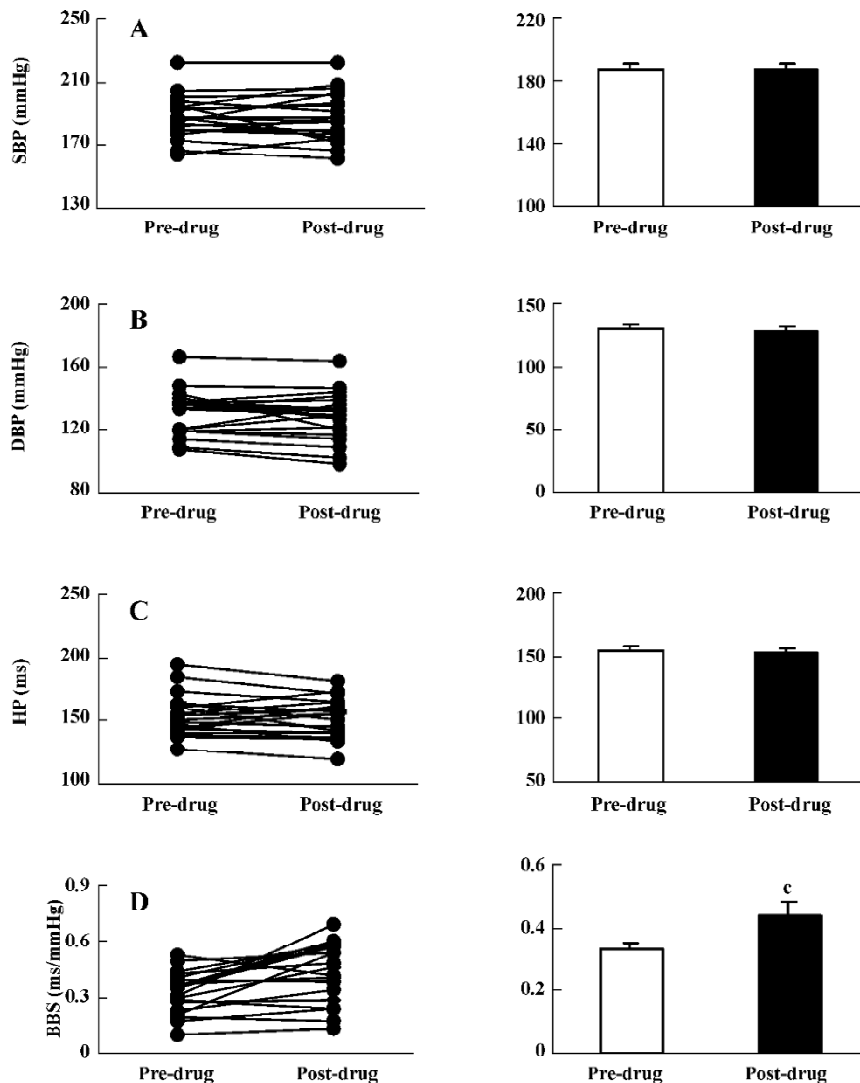 A
SBP (mmHg)
250
210
170
130
Pre-drug Post-drug
220
180
140
100
Pre-drug Post-drug
B
DBP (mmHg)
200
160
120
80
Pre-drug Post-drug
150
100
50
0
Pre-drug Post-drug
C
HP (ms)
250
200
150
100
Pre-drug Post-drug
200
150
100
50
Pre-drug Post-drug
D
BBS (ms/mmHg)
0.9
0.6
0.3
0
Pre-drug Post-drug
0.6
c
0.4
0.2
0
Pre-drug Post-drug